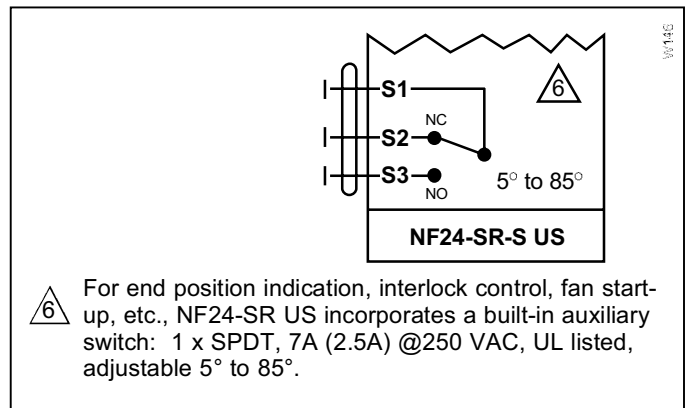 W146
S1
6
NC
S2
S3
5° to 85°
NO
NF24-SR-S US
6
For end position indication, interlock control, fan start-
up, etc., NF24-SR US incorporates a built-in auxiliary
switch: 1 x SPDT, 7A (2.5A) @250 VAC, UL listed,
adjustable 5° to 85°.